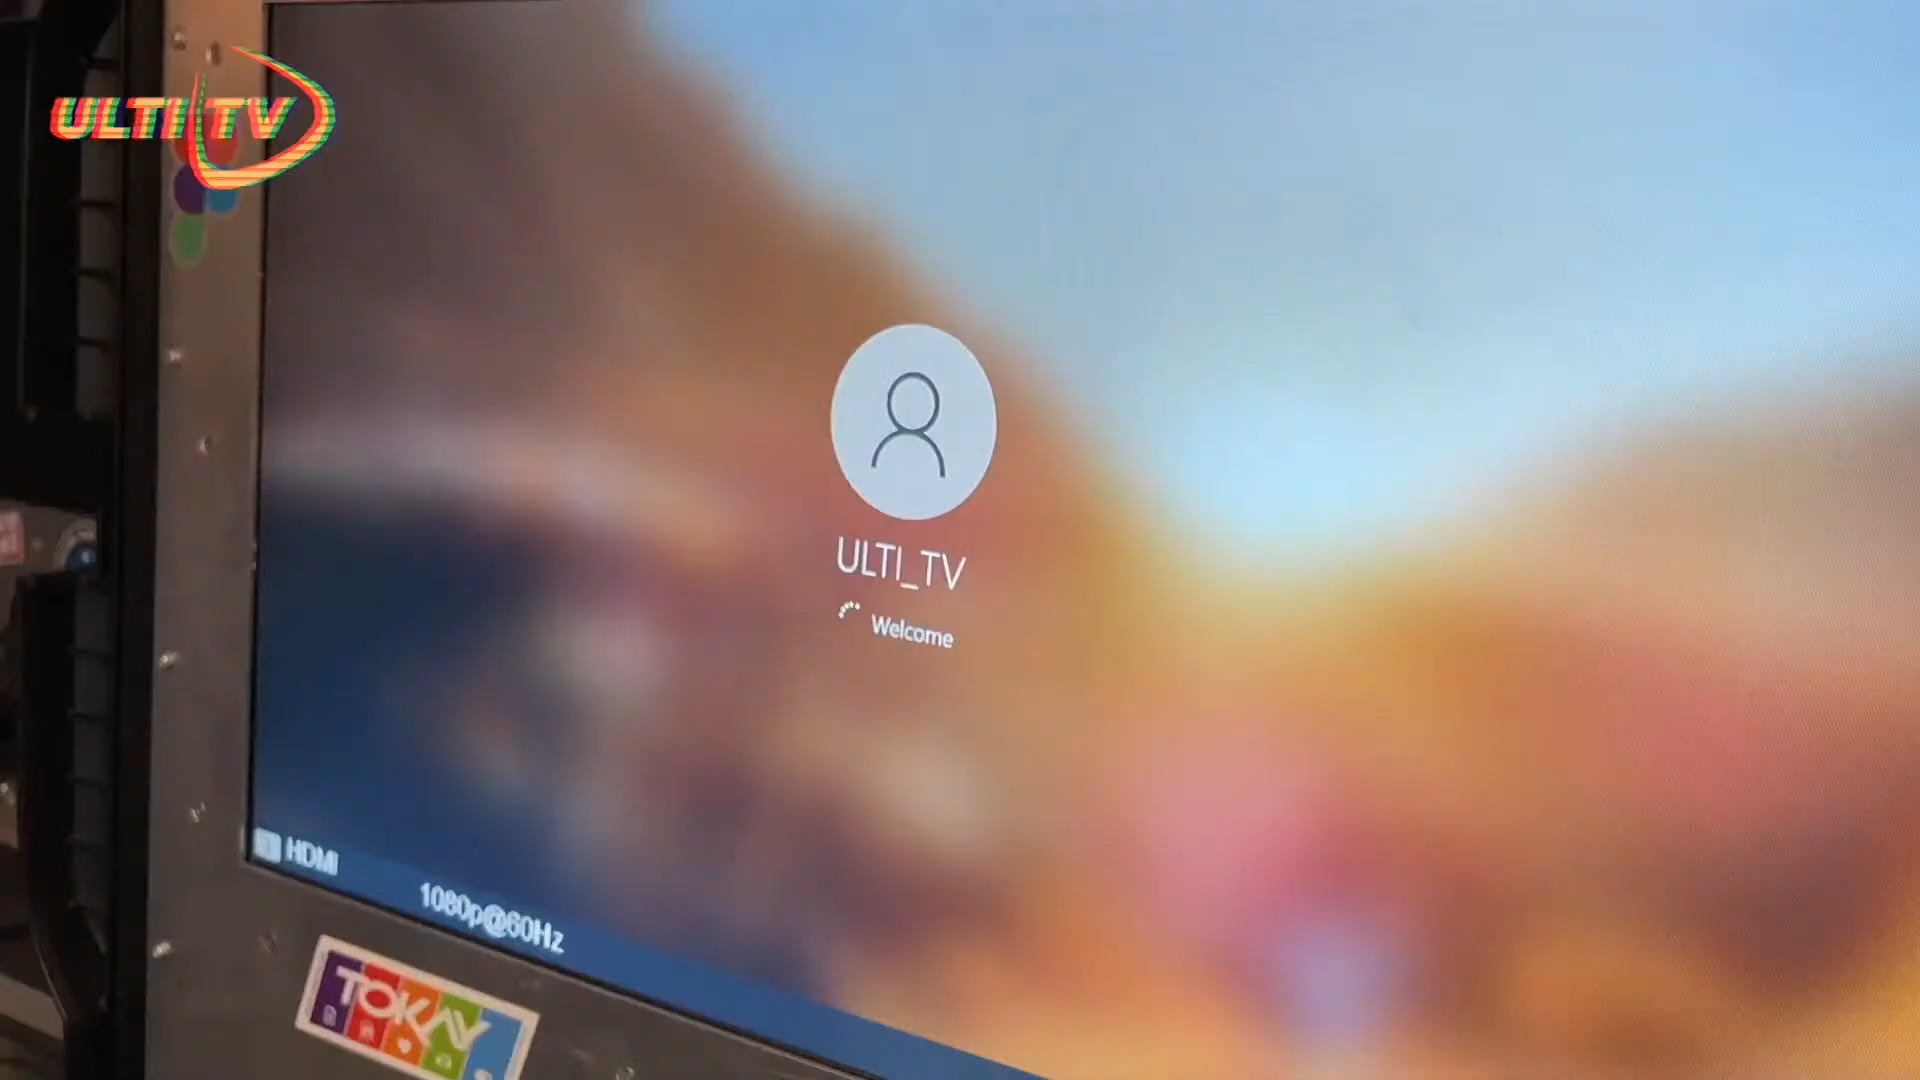 ULTI TV
ULTI_TV
Welcome
HDMI
1080p@60Hz
TOKAY